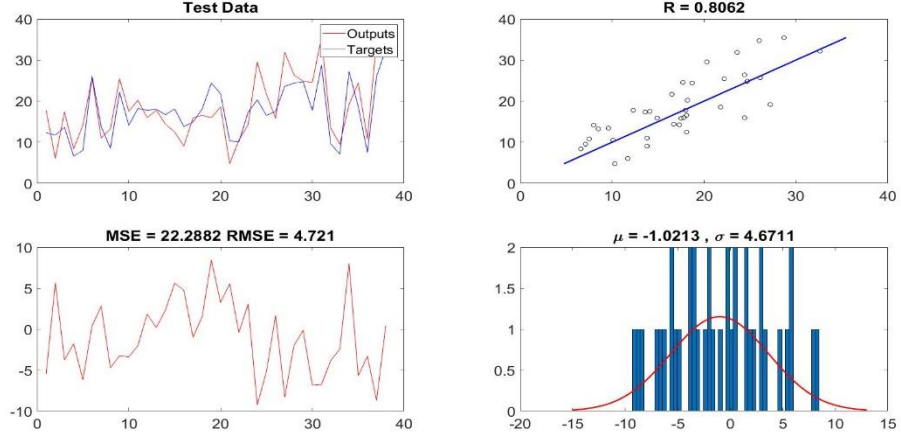 Test Data
40
30
20
10
0
0 10 20 30 40
Outputs
Targets
R = 0.8062
40
30
20
10
0
0 10 20 30 40
MSE = 22.2882 RMSE = 4.721
10
5
0
-5
-10
0 10 20 30 40
μ = -1.0213 , σ = 4.6711
2
1.5
1
0.5
0
-20 -15 -10 -5 0 5 10 15